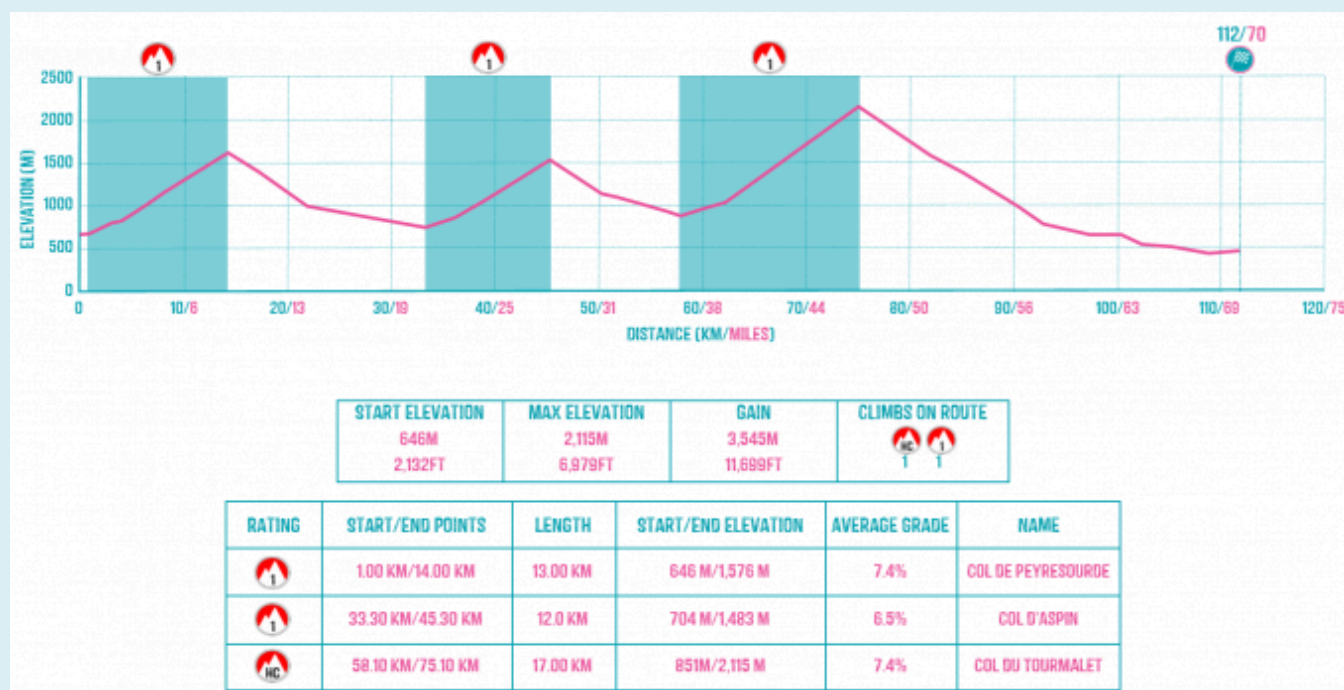 112/70
1
1
1
2500
2000
1500
1000
500
0
ELEVATION (M)
0 10/6 20/13 30/19 40/25 50/31 60/38 70/44 80/50 90/56 100/63 110/69 120/75
DISTANCE (KM/MILES)
START ELEVATION MAX ELEVATION GAIN CLIMBS ON ROUTE
646M 2,115M 3,545M HC 1
2,132FT 6,979FT 11,699FT 1 1
RATING START/END POINTS LENGTH START/END ELEVATION AVERAGE GRADE NAME
1 1.00 KM/14.00 KM 13.00 KM 646 M/1,576 M 7.4% COL DE PEYRESOURDE
1 33.30 KM/45.30 KM 12.0 KM 704 M/1,483 M 6.5% COL D'ASPIN
HC 58.10 KM/75.10 KM 17.00 KM 851M/2,115 M 7.4% COL DU TOURMALET